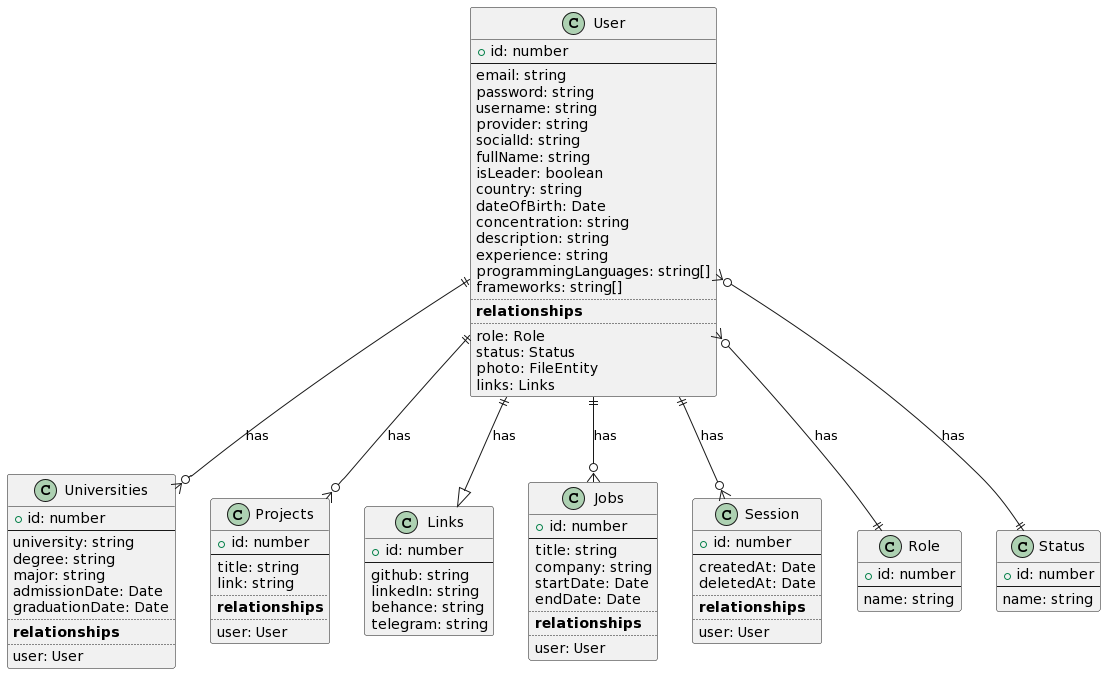 C User
id: number
email: string
password: string
username: string
provider: string
socialId: string
fullName: string
isLeader: boolean
country: string
dateOfBirth: Date
concentration: string
description: string
experience: string
programmingLanguages: string[]
frameworks: string[]
relationships
role: Role
status: Status
photo: FileEntity
links: Links
has
has
has
has
has
has
has
C Universities
id: number
university: string
degree: string
major: string
admissionDate: Date
graduationDate: Date
relationships
user: User
C Projects
id: number
title: string
link: string
relationships
user: User
C Links
id: number
github: string
linkedIn: string
behance: string
telegram: string
C Jobs
id: number
title: string
company: string
startDate: Date
endDate: Date
relationships
user: User
C Session
id: number
createdAt: Date
deletedAt: Date
relationships
user: User
C Role
id: number
name: string
C Status
id: number
name: string